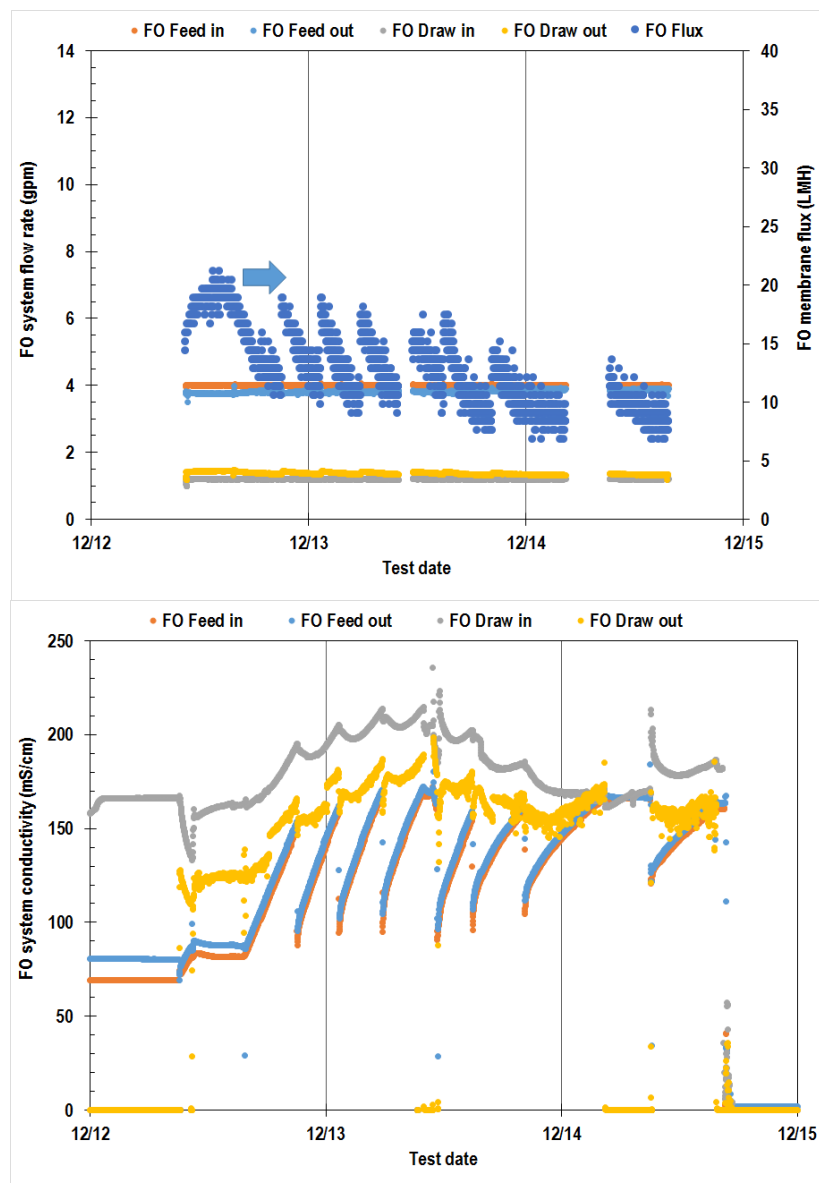 FO Feed in FO Feed out FO Draw in FO Draw out FO Flux
14 40
12 35
10 30
8 25
6 20
4 15
2 10
0 5
0
12/12 12/13 12/14 12/15
FO system flow rate (gpm)
FO membrane flux (LMH)
Test date
FO Feed in FO Feed out FO Draw in FO Draw out
250
200
150
100
50
0
12/12 12/13 12/14 12/15
FO system conductivity (mS/cm)
Test date